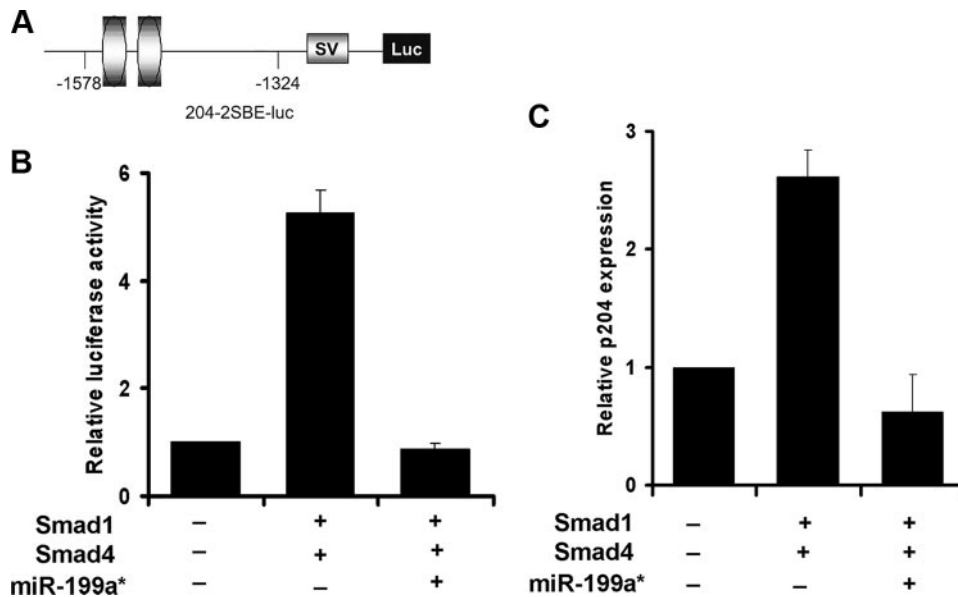 A
SV
Luc
-1578
-1324
204-2SBE-luc
B
Relative luciferase activity
8
6
4
2
0
Smad1 – + +
Smad4 – + +
miR-199a* – – +
C
Relative p204 expression
3
2
1
0
Smad1 – + +
Smad4 – + +
miR-199a* – – +